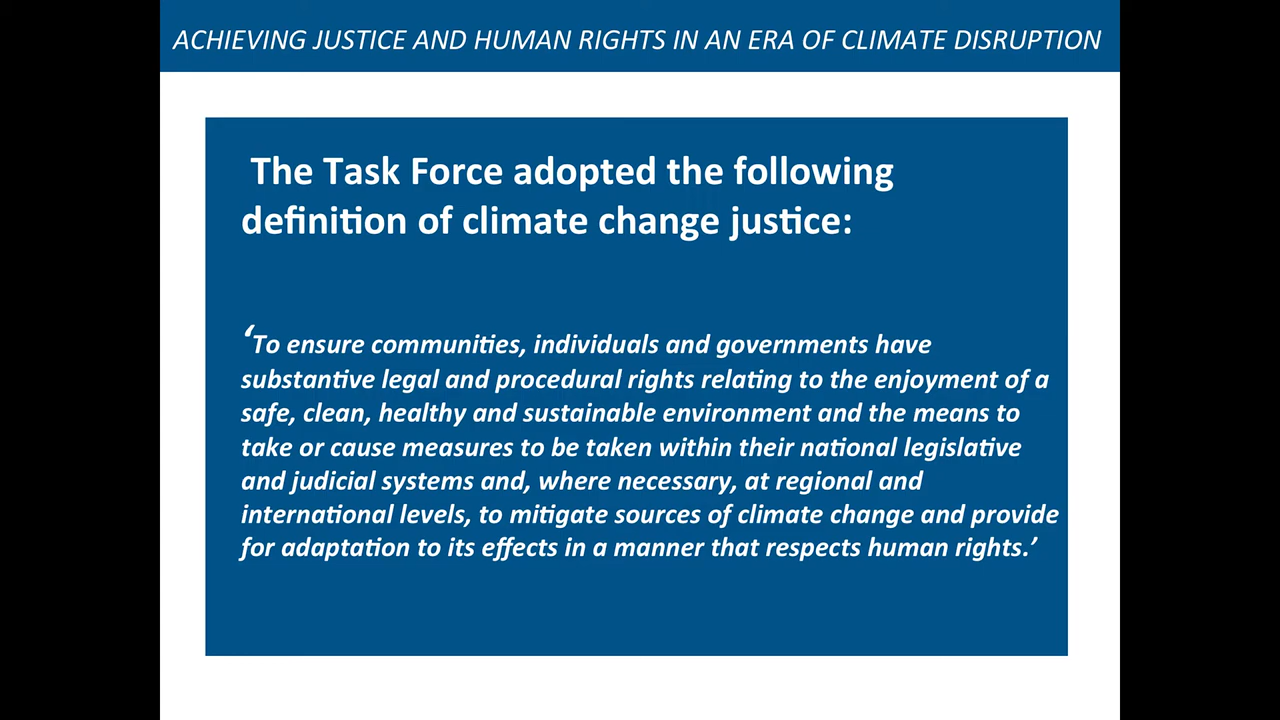 ACHIEVING JUSTICE AND HUMAN RIGHTS IN AN ERA OF CLIMATE DISRUPTION
The Task Force adopted the following
definition of climate change justice:
‘To ensure communities, individuals and governments have
substantive legal and procedural rights relating to the enjoyment of a
safe, clean, healthy and sustainable environment and the means to
take or cause measures to be taken within their national legislative
and judicial systems and, where necessary, at regional and
international levels, to mitigate sources of climate change and provide
for adaptation to its effects in a manner that respects human rights.’